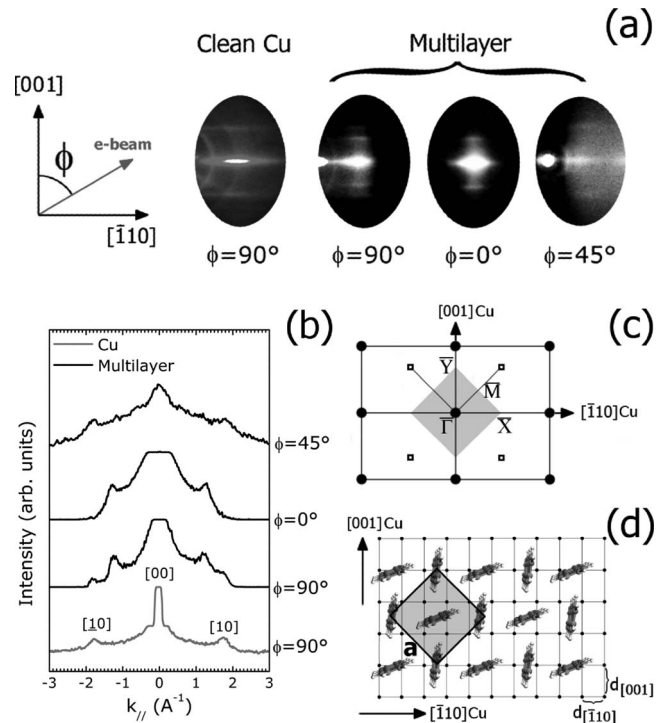 Clean Cu
Multilayer
(a)
[001]
ϕ
e-beam
[1̅10]
ϕ=90°
ϕ=90°
ϕ=0°
ϕ=45°
(b)
Cu
Multilayer
Intensity (arb. units)
ϕ=45°
ϕ=0°
ϕ=90°
[00]
[1̲0]
[10]
ϕ=90°
-3 -2 -1 0 1 2 3
k// (A⁻¹)
(c)
[001]Cu
Y̅
M̅
Γ̅
X̅
[1̅10]Cu
(d)
[001]Cu
a
d[001]
[1̅10]Cu
d[1̅10]